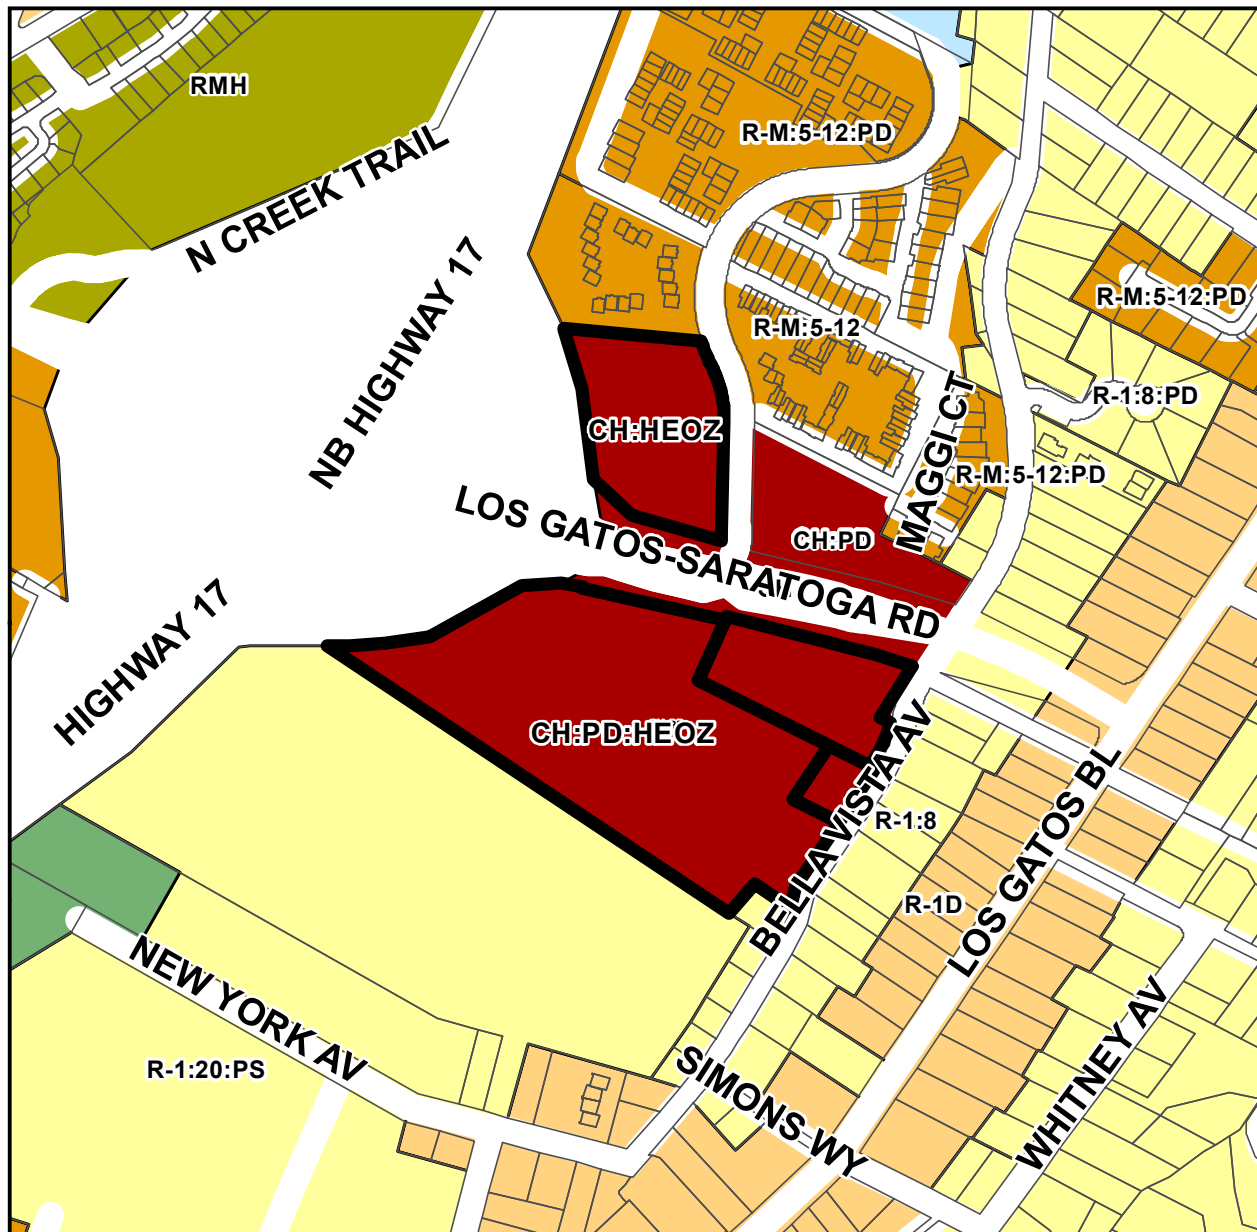 RMH
R-M:5-12:PD
N CREEK TRAIL
R-M:5-12:PD
NB HIGHWAY 17
R-M:5-12
R-1:8:PD
CH:HEOZ
MAGGI CT
R-M:5-12:PD
LOS GATOS-SARATOGA RD
CH:PD
HIGHWAY 17
CH:PD:HEOZ
BELLA VISTA AV
R-1:8
LOS GATOS BL
R-1D
NEW YORK AV
R-1:20:PS
SIMONS WY
WHITNEY AV